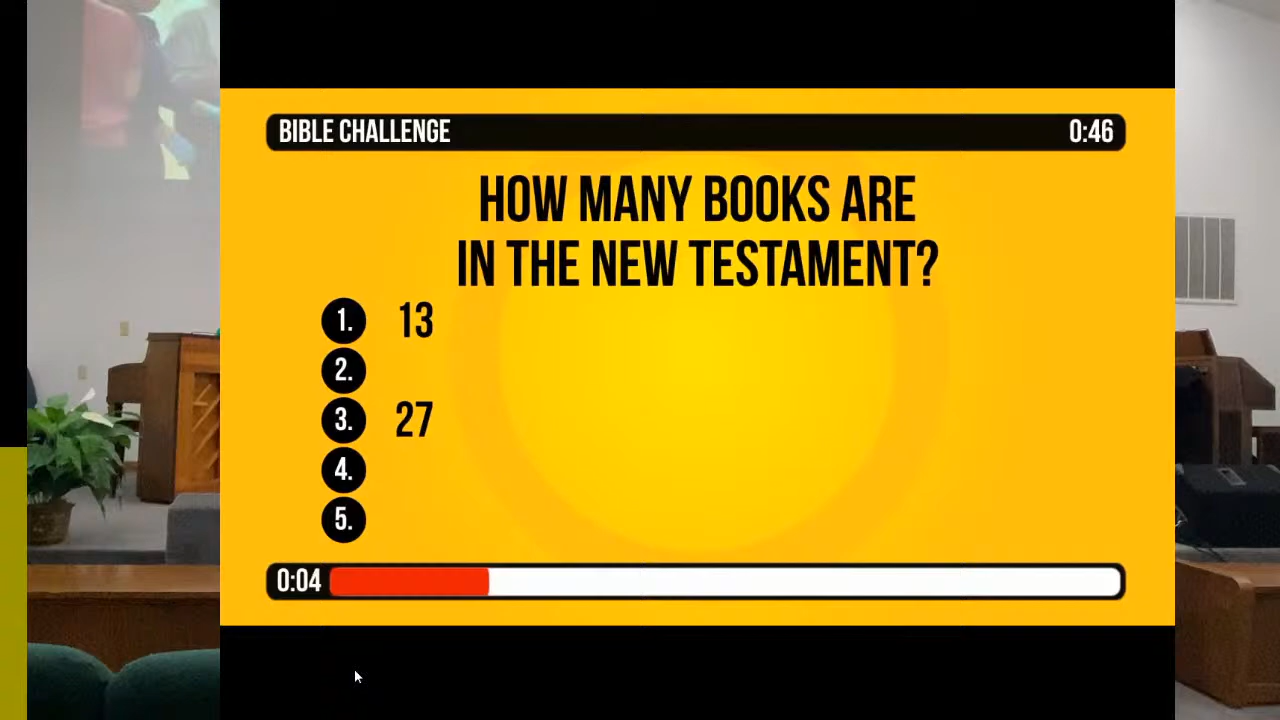 BIBLE CHALLENGE 0:46
HOW MANY BOOKS ARE
IN THE NEW TESTAMENT?
1. 13
2.
3. 27
4.
5.
0:04